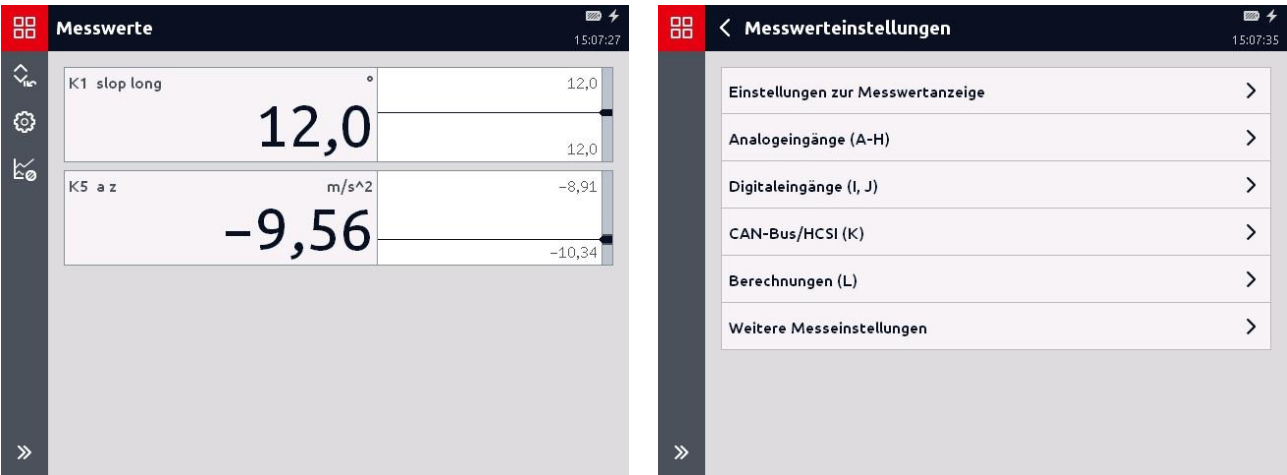 Messwerte
15:07:27
K1 slop long °
12,0
12,0
12,0
K5 a z m/s^2
-9,56
-8,91
-10,34
Messwerteinstellungen
15:07:35
Einstellungen zur Messwertanzeige
Analogeingänge (A-H)
Digitaleingänge (I, J)
CAN-Bus/HCSI (K)
Berechnungen (L)
Weitere Messeinstellungen